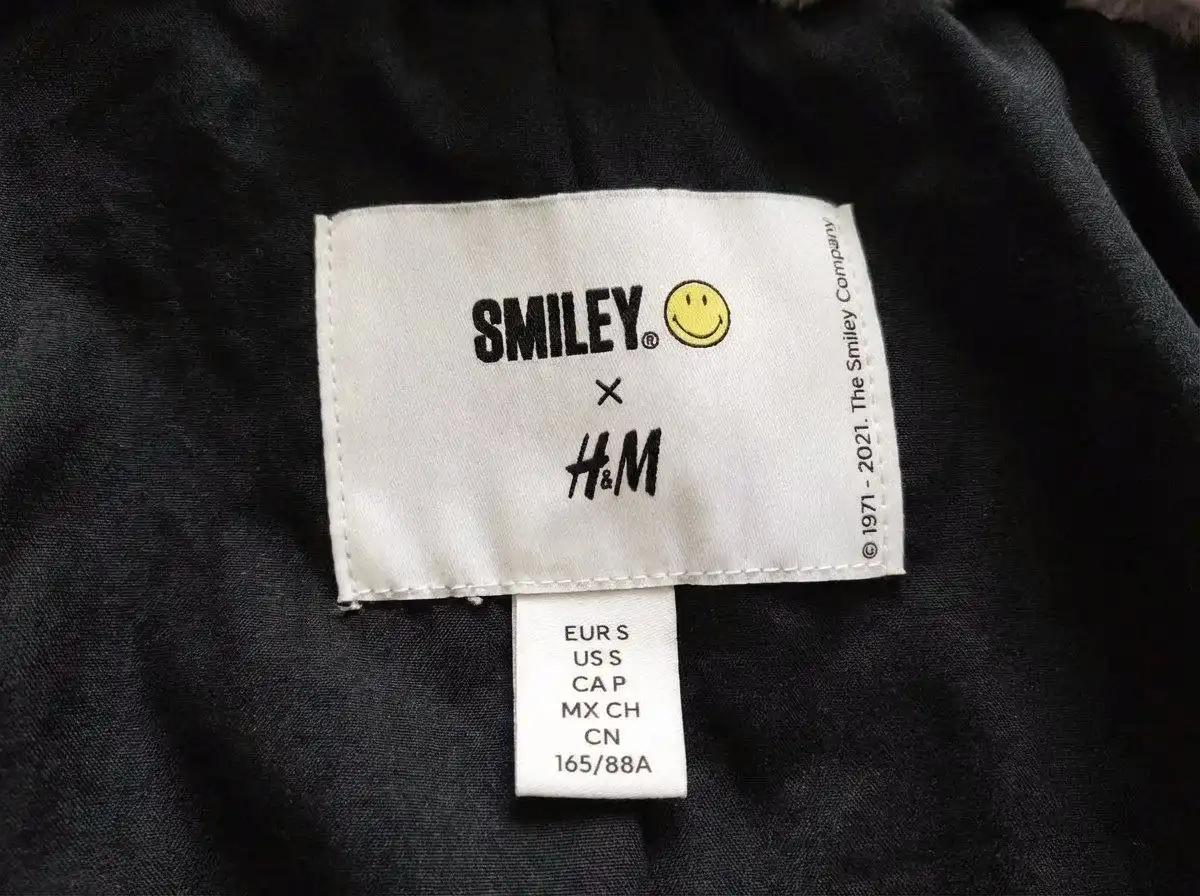 SMILEY®
×
H&M
© 1971 - 2021. The Smiley Company
EUR S
US S
CA P
MX CH
CN
165/88A